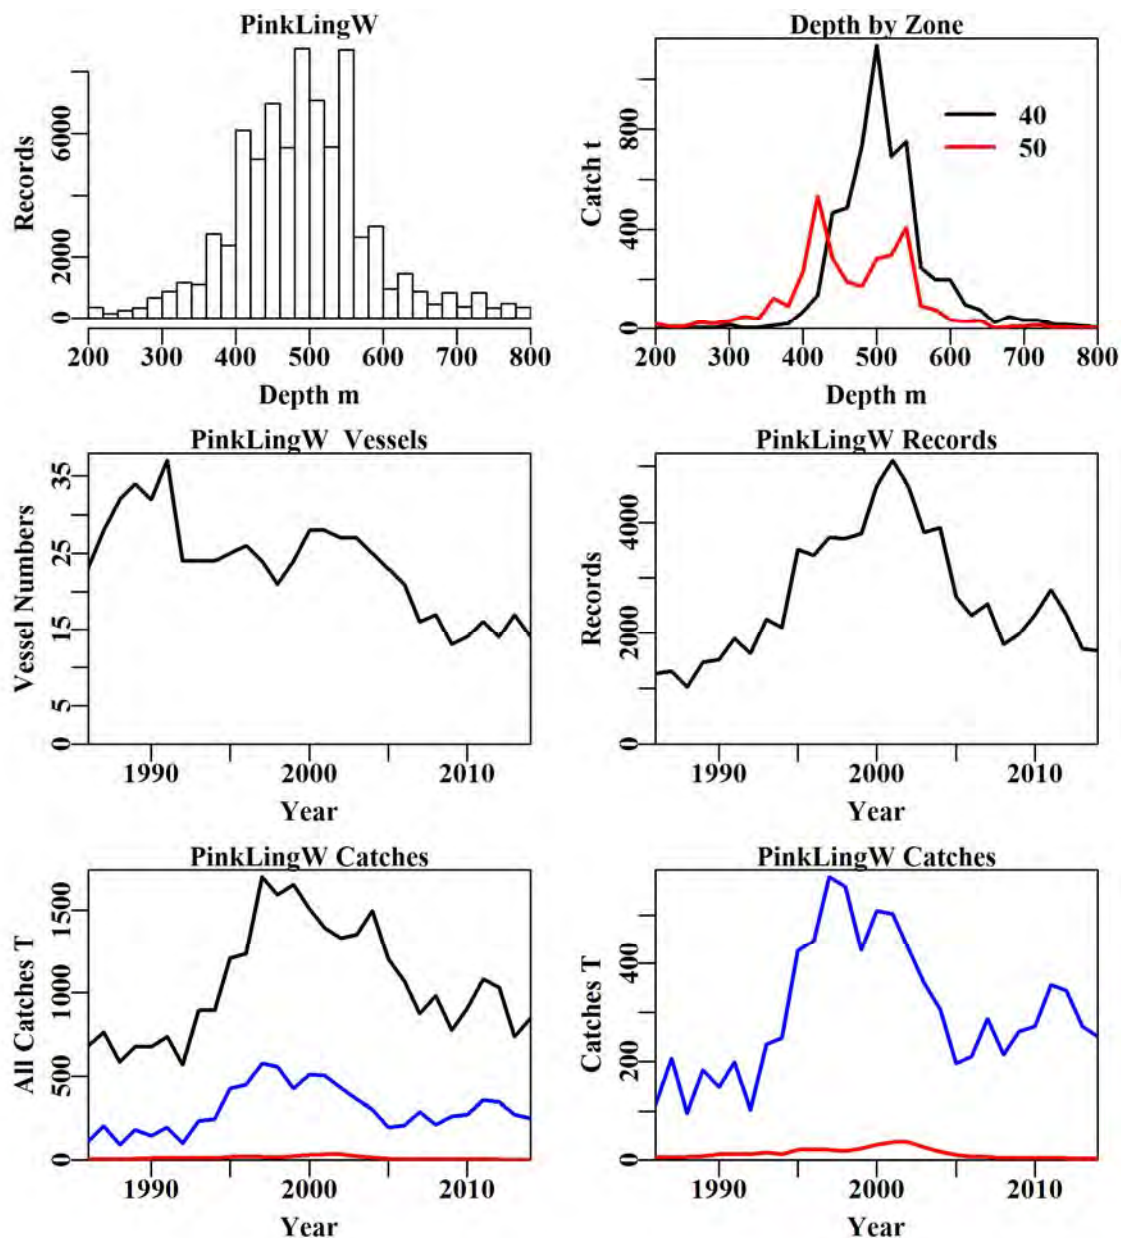 PinkLingW
Records
0 2000 6000
200 300 400 500 600 700 800
Depth m
Depth by Zone
Catch t
0 400 800
40
50
200 300 400 500 600 700 800
Depth m
PinkLingW Vessels
Vessel Numbers
0 5 15 25 35
1990 2000 2010
Year
PinkLingW Records
Records
0 2000 4000
1990 2000 2010
Year
PinkLingW Catches
All Catches T
0 500 1000 1500
1990 2000 2010
Year
PinkLingW Catches
Catches T
0 200 400
1990 2000 2010
Year